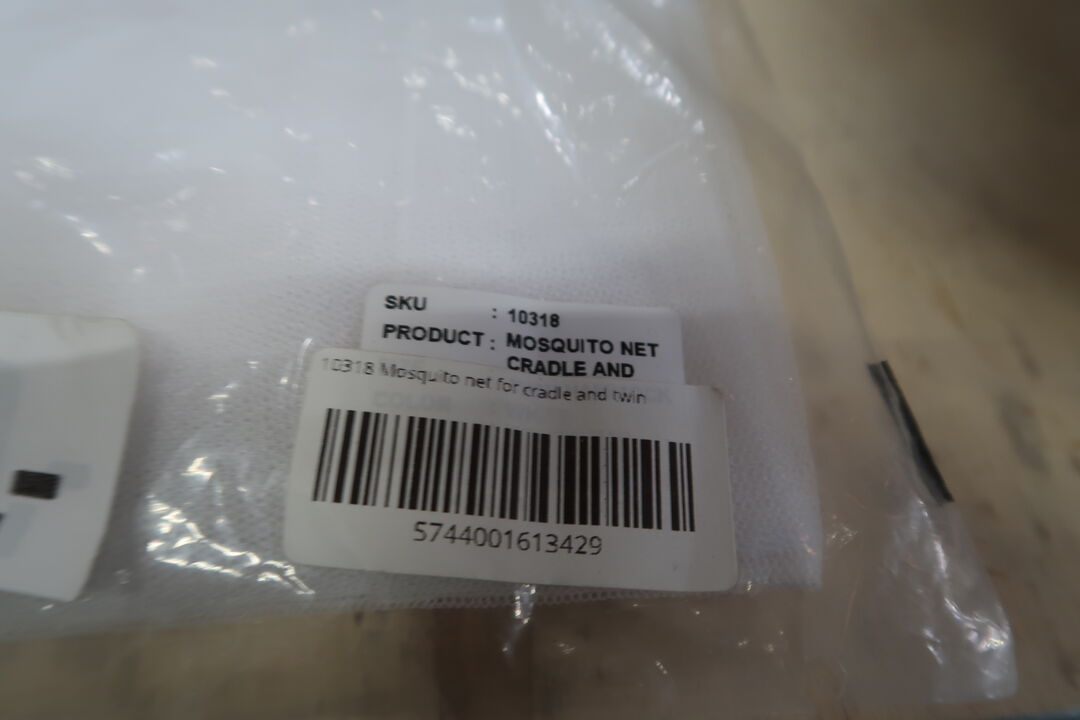 SKU : 10318
PRODUCT : MOSQUITO NET
CRADLE AND
10318 Mosquito net for cradle and twin
5744001613429